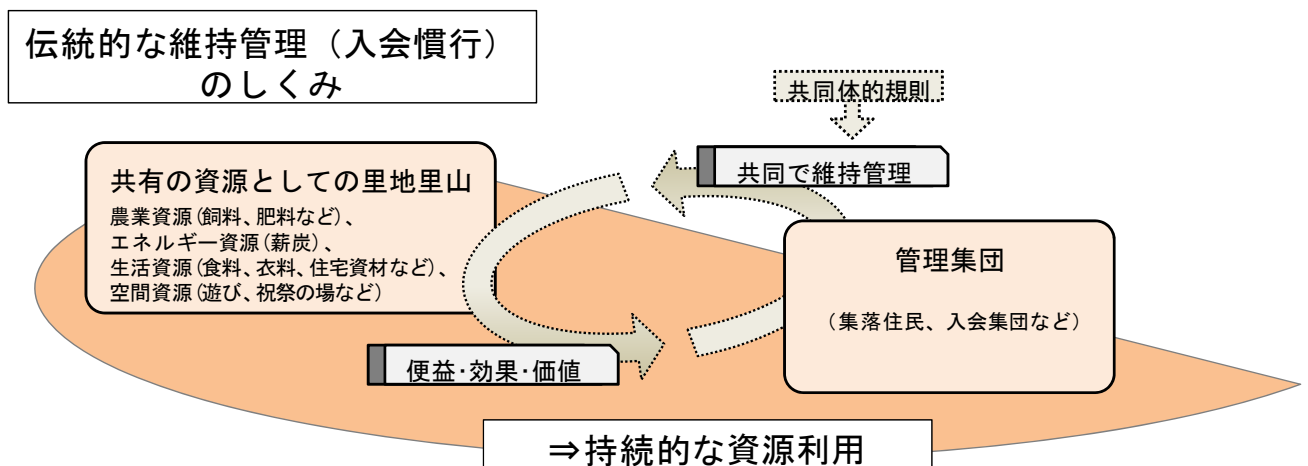 伝統的な維持管理（入会慣行）
のしくみ
共同体的規則
共同で維持管理
共有の資源としての里地里山
農業資源(飼料、肥料など)、
エネルギー資源(薪炭)、
生活資源(食料、衣料、住宅資材など)、
空間資源(遊び、祝祭の場など)
管理集団
（集落住民、入会集団など）
便益･効果･価値
⇒持続的な資源利用